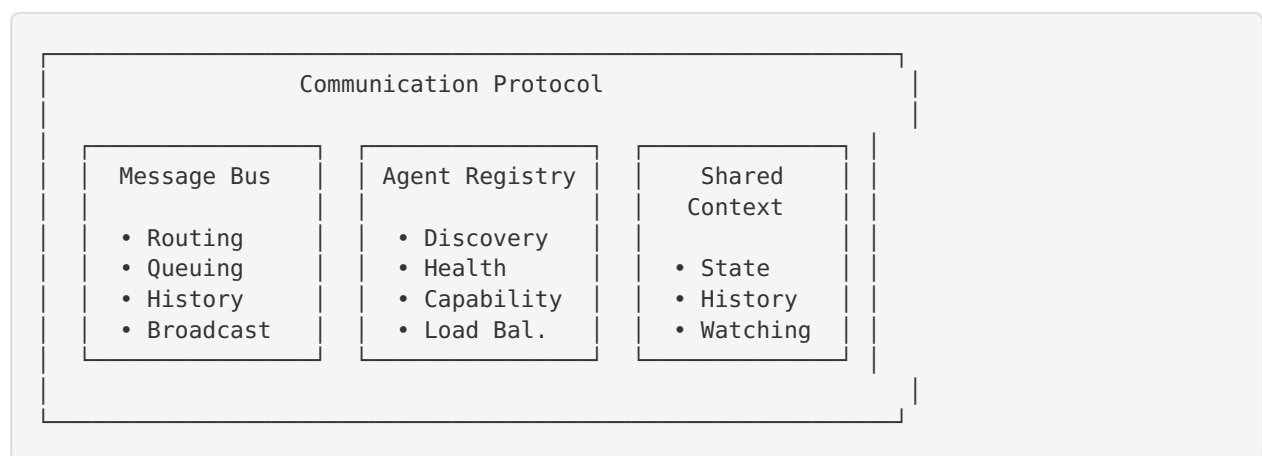 Communication Protocol
Message Bus Agent Registry Shared
Context
• Routing • Discovery
• Queuing • Health • State
• History • Capability • History
• Broadcast • Load Bal. • Watching